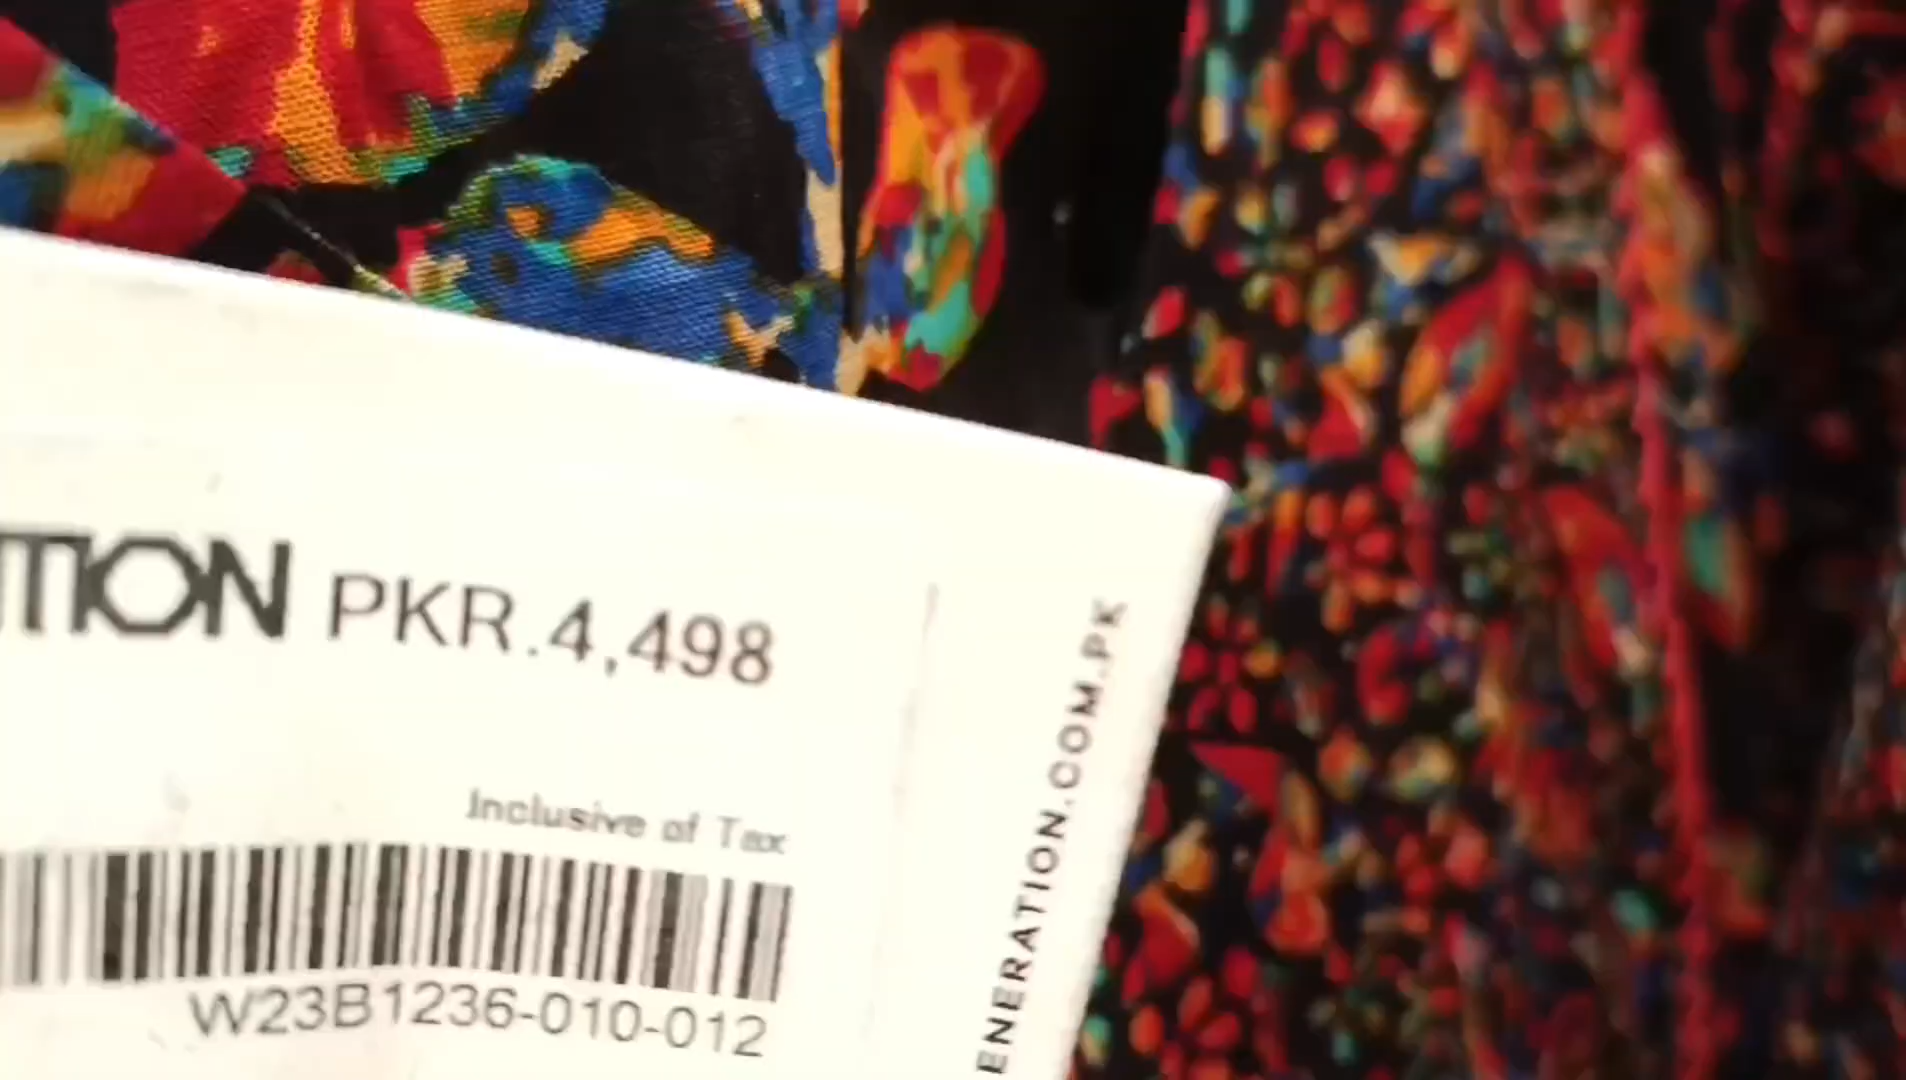 TION PKR.4,498
Inclusive of Tax
W23B1236-010-012
ENERATION.COM.PK